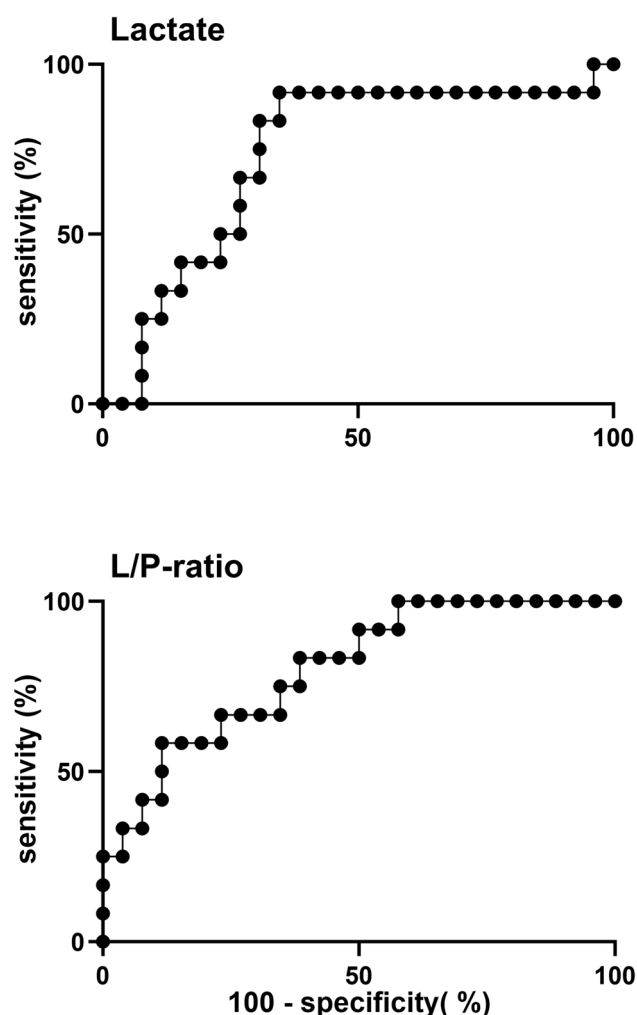 Lactate
100
50
0
sensitivity (%)
0 50 100
L/P-ratio
100
50
0
sensitivity (%)
0 50 100
100 - specificity( %)